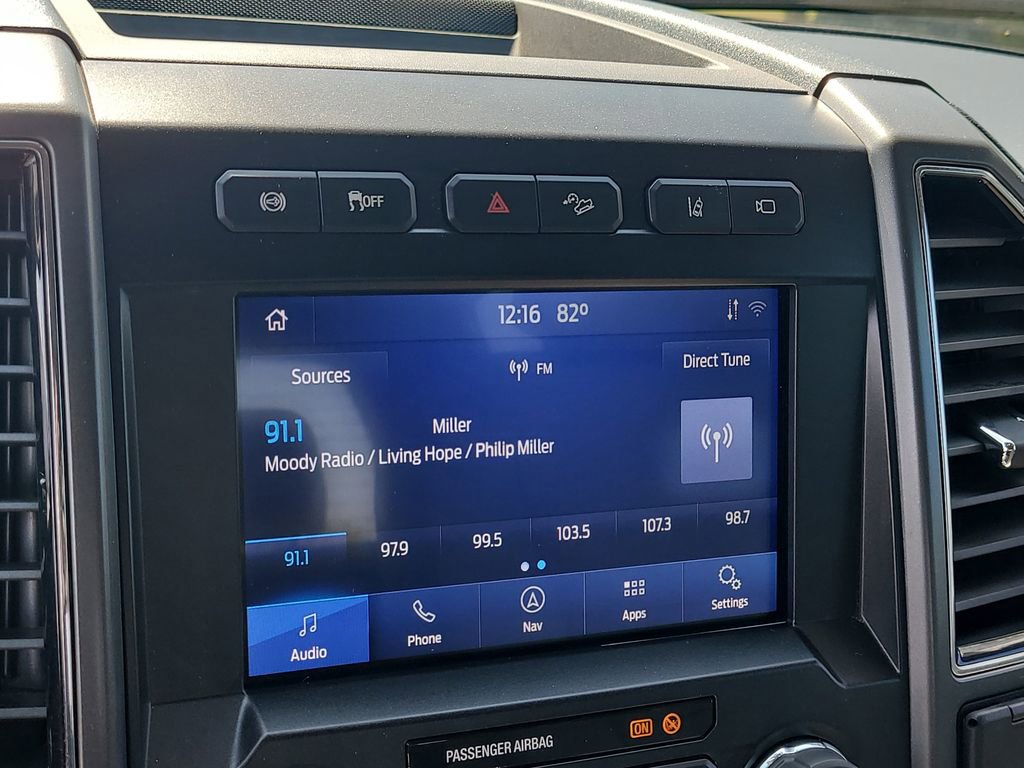 OFF
12:16 82º
Sources
FM
Direct Tune
91.1
Miller
Moody Radio / Living Hope / Philip Miller
91.1
97.9
99.5
103.5
107.3
98.7
Audio
Phone
Nav
Apps
Settings
PASSENGER AIRBAG
ON